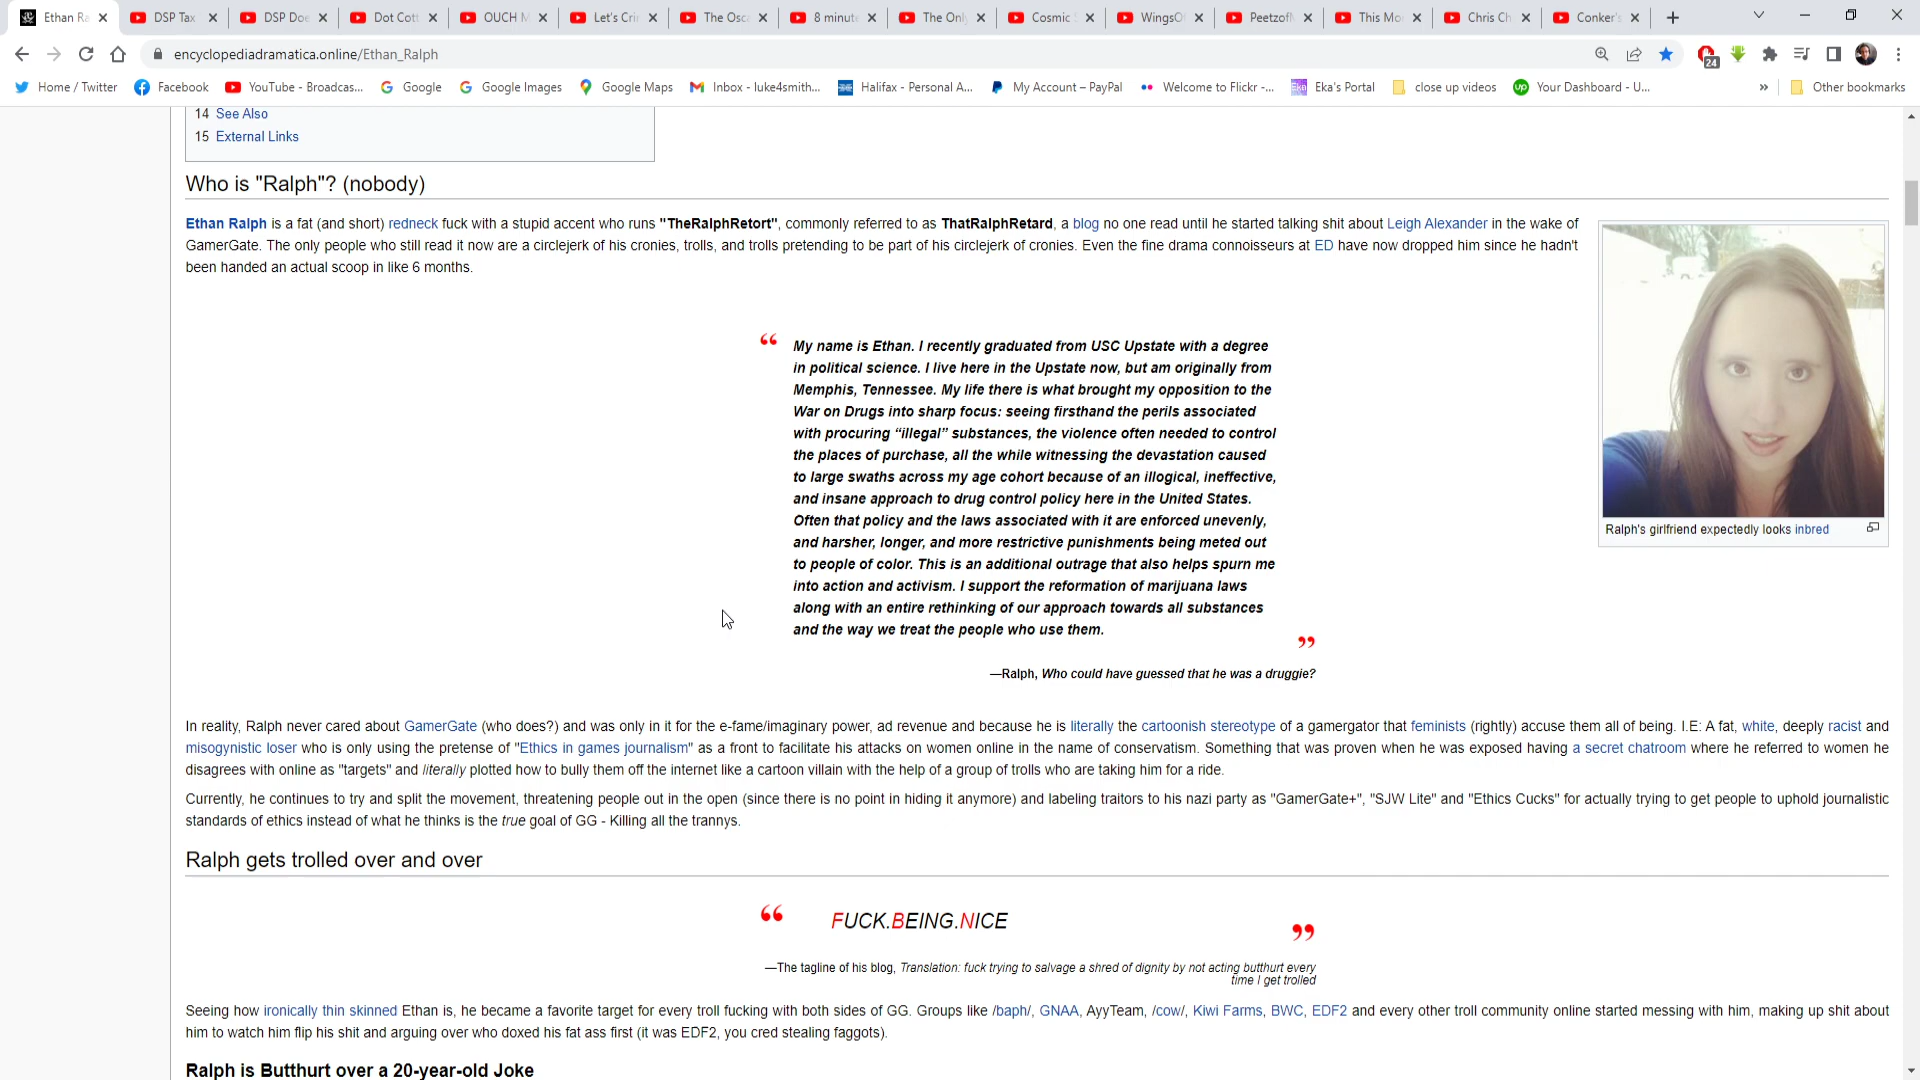 Ethan Ra
DSP Tax
DSP Doe
Dot Cott
OUCH M
Let's Cri
The Osca
8 minute
The Onl
Cosmic
WingsO
PeetzofM
This Mo
Chris Ch
Conker's
encyclopediadramatica.online/Ethan_Ralph
24
Home / Twitter
Facebook
YouTube - Broadcas...
Google
Google Images
Google Maps
Inbox - luke4smith...
Halifax - Personal A...
My Account – PayPal
Welcome to Flickr -...
Eka's Portal
close up videos
Your Dashboard - U...
»
Other bookmarks
14 See Also
15 External Links
Who is "Ralph"? (nobody)
Ethan Ralph is a fat (and short) redneck fuck with a stupid accent who runs "TheRalphRetort", commonly referred to as ThatRalphRetard, a blog no one read until he started talking shit about Leigh Alexander in the wake of
GamerGate. The only people who still read it now are a circlejerk of his cronies, trolls, and trolls pretending to be part of his circlejerk of cronies. Even the fine drama connoisseurs at ED have now dropped him since he hadn't
been handed an actual scoop in like 6 months.
“ My name is Ethan. I recently graduated from USC Upstate with a degree
in political science. I live here in the Upstate now, but am originally from
Memphis, Tennessee. My life there is what brought my opposition to the
War on Drugs into sharp focus: seeing firsthand the perils associated
with procuring “illegal” substances, the violence often needed to control
the places of purchase, all the while witnessing the devastation caused
to large swaths across my age cohort because of an illogical, ineffective,
and insane approach to drug control policy here in the United States.
Often that policy and the laws associated with it are enforced unevenly,
and harsher, longer, and more restrictive punishments being meted out
to people of color. This is an additional outrage that also helps spurn me
into action and activism. I support the reformation of marijuana laws
along with an entire rethinking of our approach towards all substances
and the way we treat the people who use them.
”
—Ralph, Who could have guessed that he was a druggie?
Ralph's girlfriend expectedly looks inbred
In reality, Ralph never cared about GamerGate (who does?) and was only in it for the e-fame/imaginary power, ad revenue and because he is literally the cartoonish stereotype of a gamergator that feminists (rightly) accuse them all of being. I.E: A fat, white, deeply racist and
misogynistic loser who is only using the pretense of "Ethics in games journalism" as a front to facilitate his attacks on women online in the name of conservatism. Something that was proven when he was exposed having a secret chatroom where he referred to women he
disagrees with online as "targets" and literally plotted how to bully them off the internet like a cartoon villain with the help of a group of trolls who are taking him for a ride.
Currently, he continues to try and split the movement, threatening people out in the open (since there is no point in hiding it anymore) and labeling traitors to his nazi party as "GamerGate+", "SJW Lite" and "Ethics Cucks" for actually trying to get people to uphold journalistic
standards of ethics instead of what he thinks is the true goal of GG - Killing all the trannys.
Ralph gets trolled over and over
“ FUCK.BEING.NICE ”
—The tagline of his blog, Translation: fuck trying to salvage a shred of dignity by not acting butthurt every
time I get trolled
Seeing how ironically thin skinned Ethan is, he became a favorite target for every troll fucking with both sides of GG. Groups like /baph/, GNAA, AyyTeam, /cow/, Kiwi Farms, BWC, EDF2 and every other troll community online started messing with him, making up shit about
him to watch him flip his shit and arguing over who doxed his fat ass first (it was EDF2, you cred stealing faggots).
Ralph is Butthurt over a 20-year-old Joke